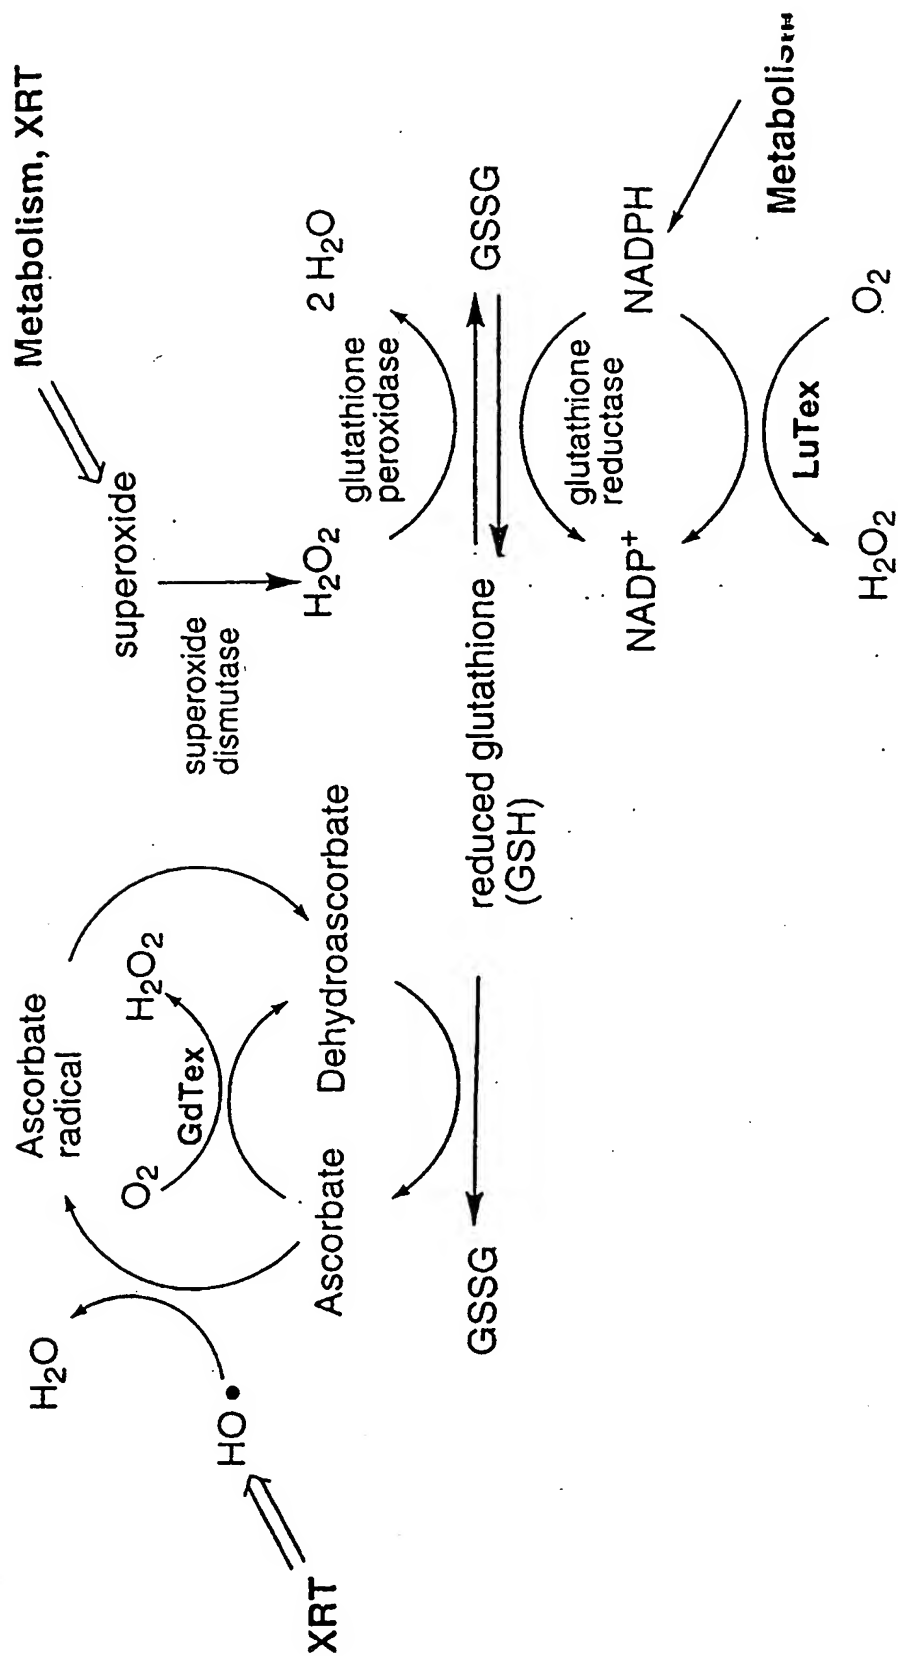 Metabolism, XRT
superoxide
superoxide
dismutase
H₂O₂
glutathione
peroxidase
2 H₂O
Ascorbate
radical
H₂O
O₂
GdTex
H₂O₂
HO •
XRT
Ascorbate
Dehydroascorbate
GSSG
reduced glutathione
(GSH)
GSSG
glutathione
reductase
NADP⁺
NADPH
LuTex
H₂O₂
O₂
Metabolism